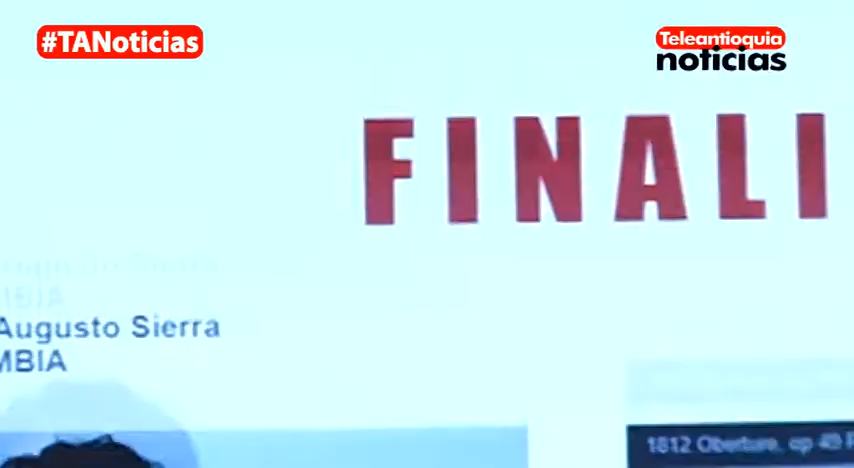 #TANoticias
Teleantioquia
noticias
FINALI
Augusto Sierra
MBIA
1812 Oberture, op 49